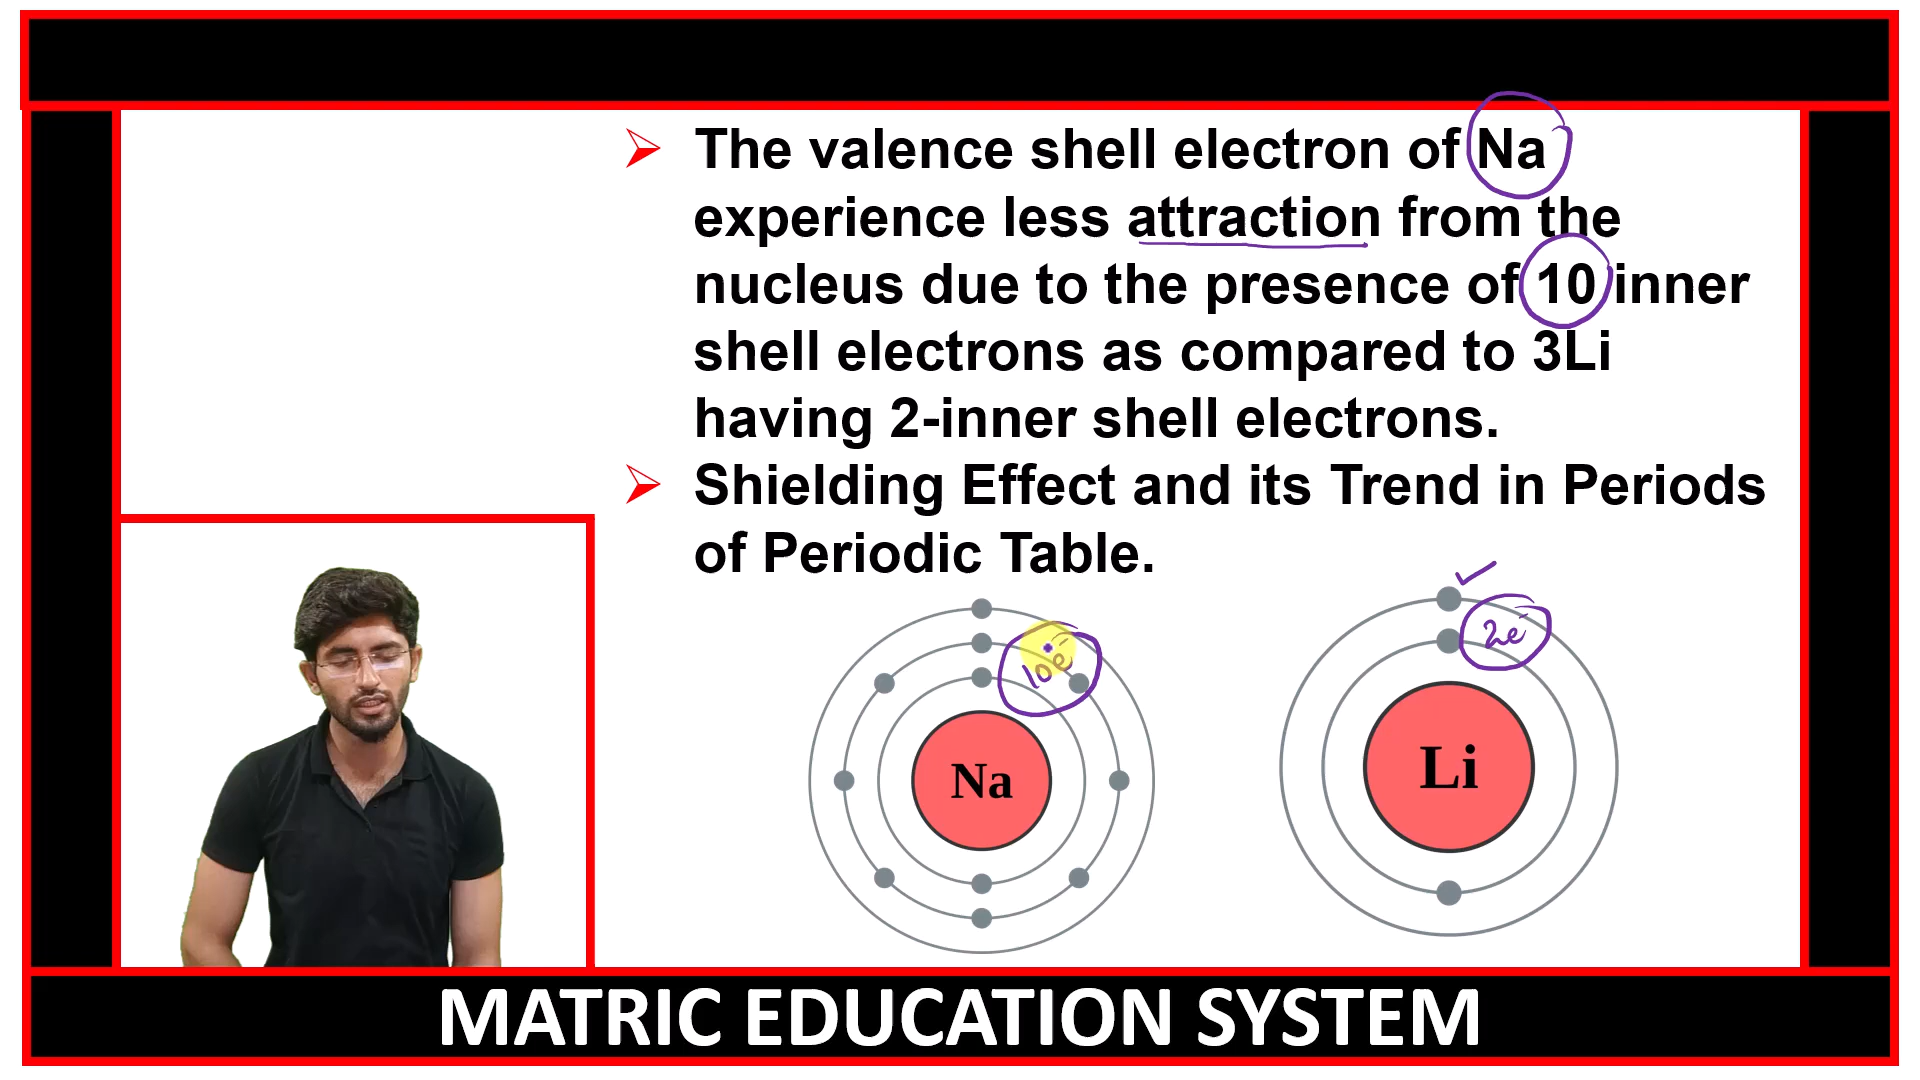 The valence shell electron of Na
experience less attraction from the
nucleus due to the presence of 10 inner
shell electrons as compared to 3Li
having 2-inner shell electrons.
Shielding Effect and its Trend in Periods
of Periodic Table.
10e⁻
2e⁻
Na
Li
MATRIC EDUCATION SYSTEM